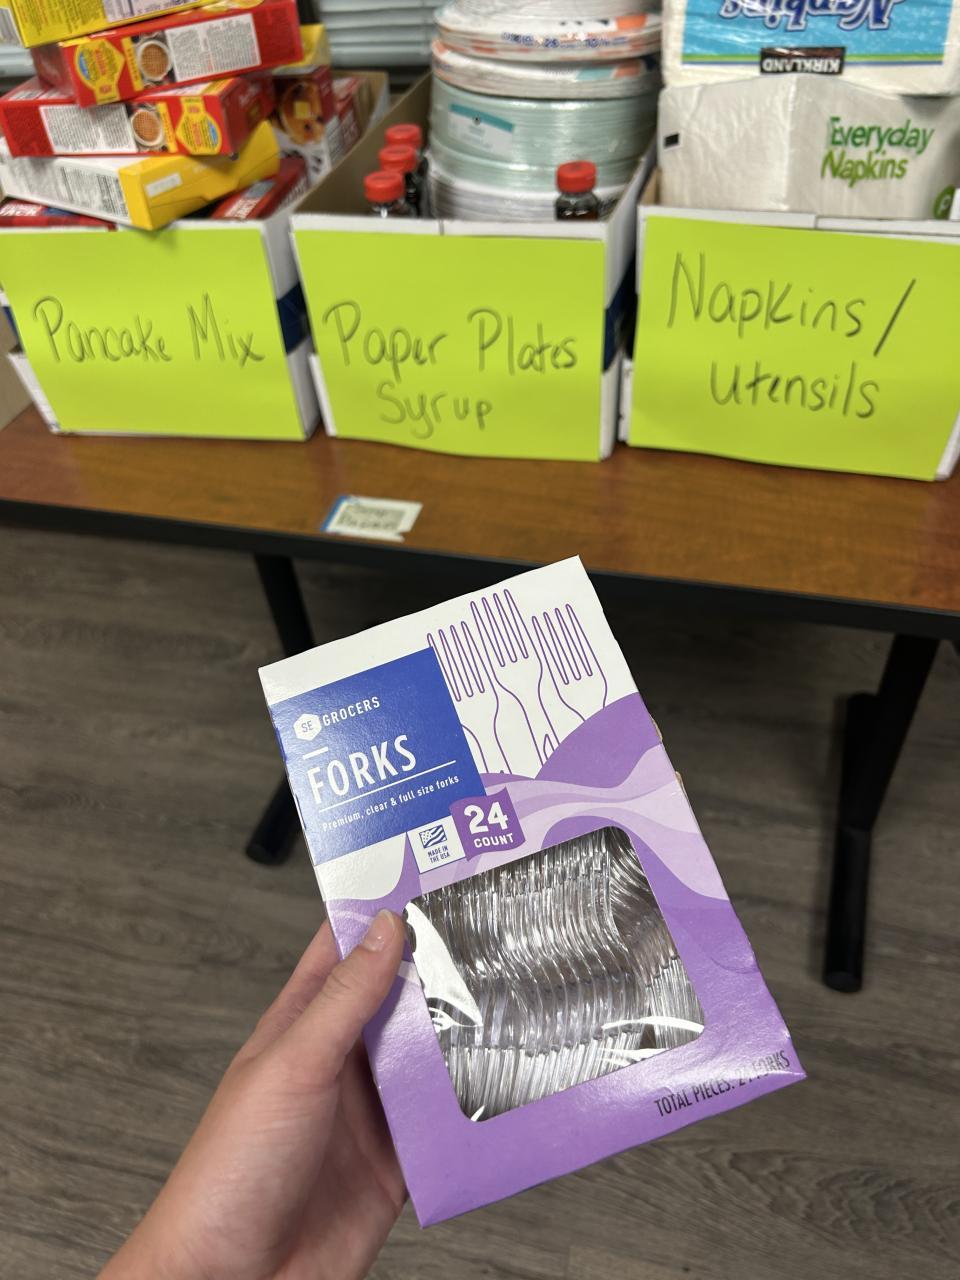 Napkins
KIRKLAND
Everyday
Napkins
Pancake Mix
Paper Plates
Syrup
Napkins/
Utensils
SE GROCERS
FORKS
Premium, clear & full size forks
MADE IN
THE USA
24
COUNT
TOTAL PIECES: 24 FORKS